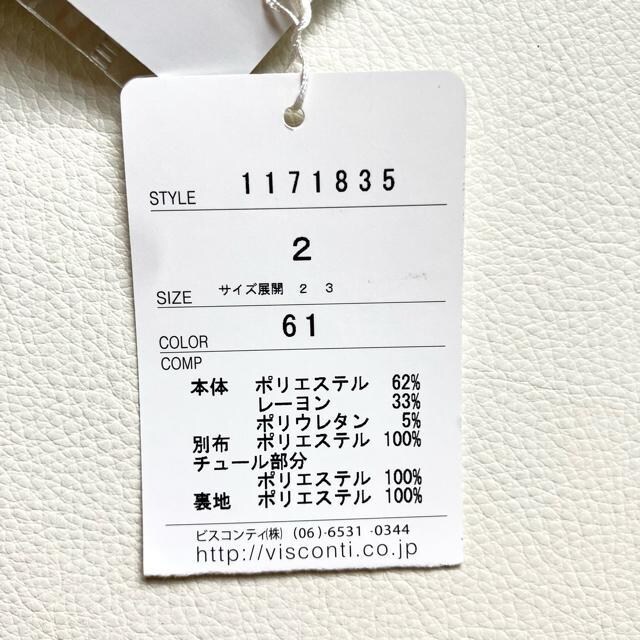 STYLE 1171835
2
SIZE サイズ展開 2 3
COLOR 61
COMP
本体 ポリエステル 62%
レーヨン 33%
ポリウレタン 5%
別布 ポリエステル 100%
チュール部分
ポリエステル 100%
裏地 ポリエステル 100%
ビスコンティ(株) (06)-6531-0344
http://visconti.co.jp